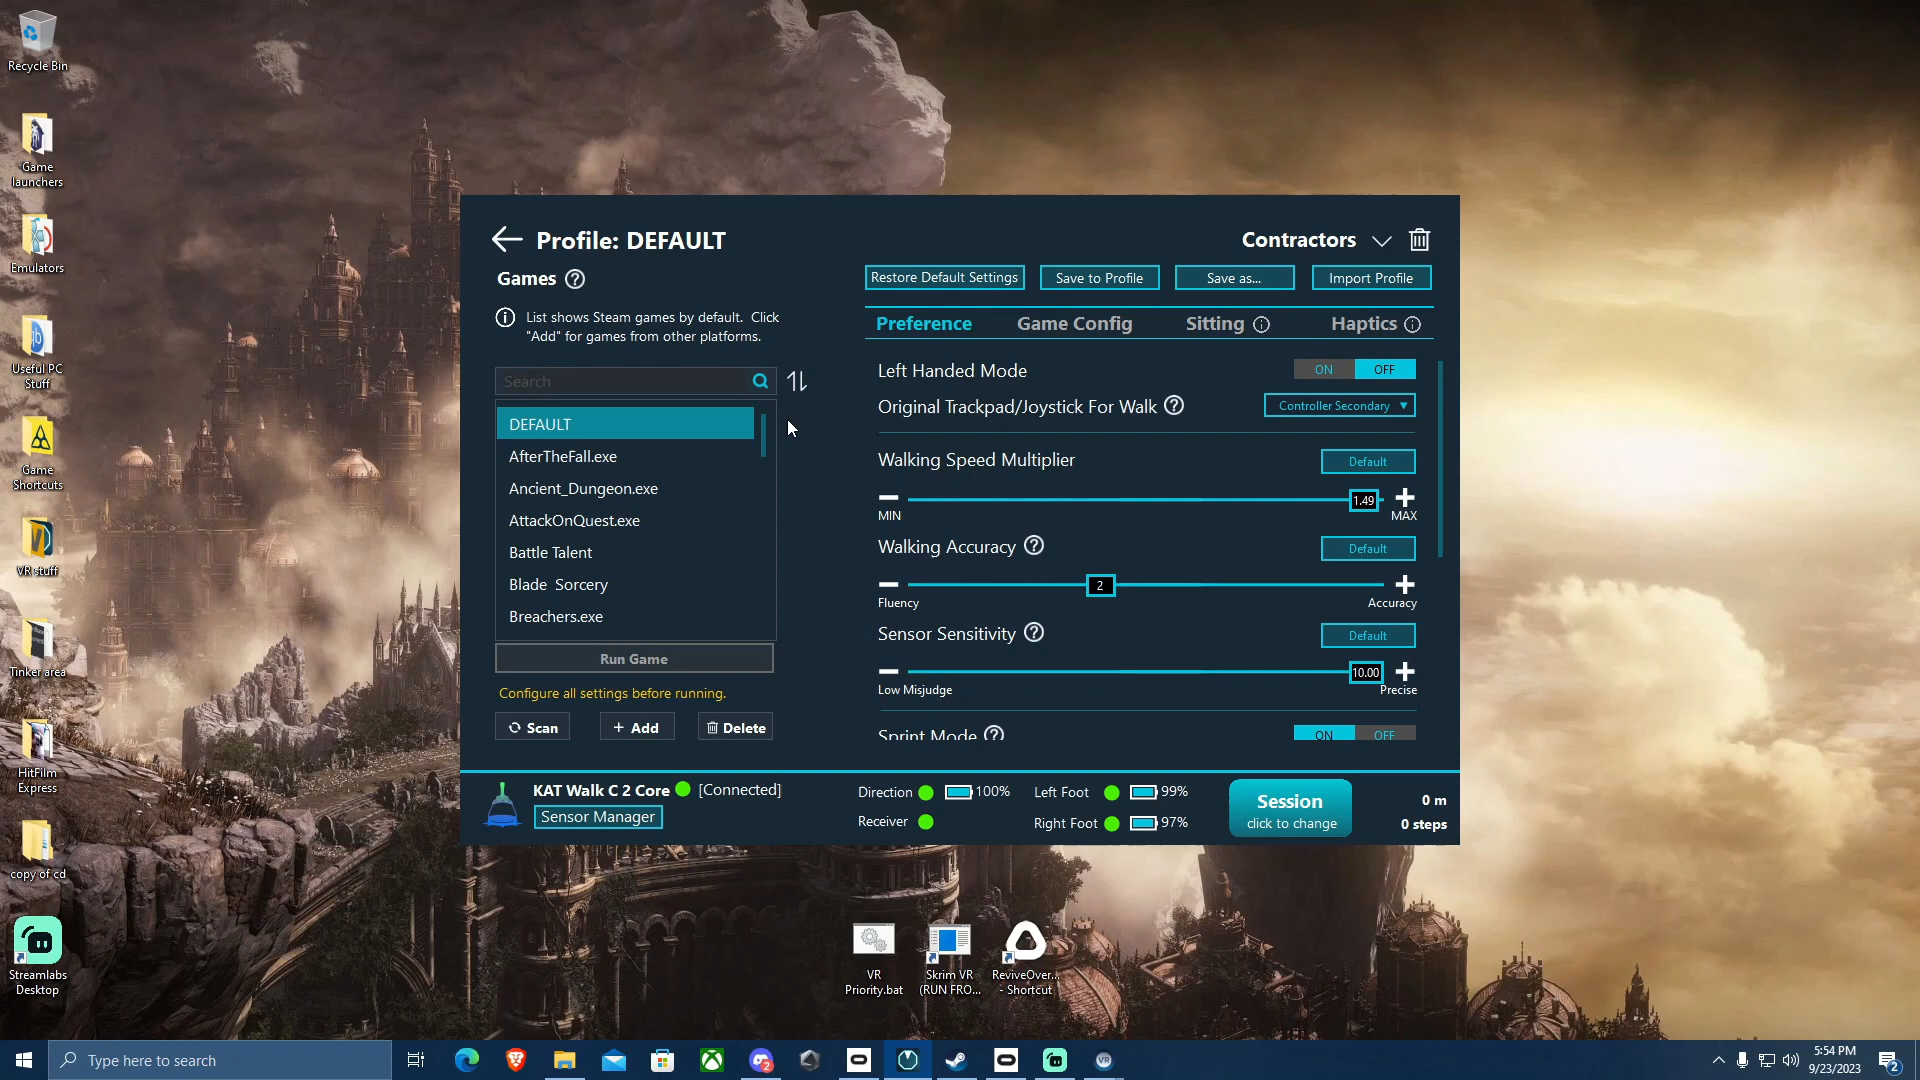 Recycle Bin
Game
launchers
Emulators
Useful PC
Stuff
Game
Shortcuts
VR stuff
Tinker area
HitFilm
Express
copy of cd
Streamlabs
Desktop
Profile: DEFAULT
Contractors
Games
Restore Default Settings
Save to Profile
Save as...
Import Profile
List shows Steam games by default. Click
"Add" for games from other platforms.
Preference
Game Config
Sitting
Haptics
Search
DEFAULT
AfterTheFall.exe
Ancient_Dungeon.exe
AttackOnQuest.exe
Battle Talent
Blade Sorcery
Breachers.exe
Run Game
Configure all settings before running.
Scan
Add
Delete
Left Handed Mode
ON
OFF
Original Trackpad/Joystick For Walk
Controller Secondary
Walking Speed Multiplier
Default
1.49
MIN
MAX
Walking Accuracy
Default
2
Fluency
Accuracy
Sensor Sensitivity
Default
10.00
Low Misjudge
Precise
Sprint Mode
ON
OFF
KAT Walk C 2 Core
[Connected]
Sensor Manager
Direction
100%
Left Foot
99%
Receiver
Right Foot
97%
Session
click to change
0 m
0 steps
VR
Priority.bat
Skrim VR
(RUN FRO...
ReviveOver...
- Shortcut
Type here to search
2
VR
5:54 PM
9/23/2023
2